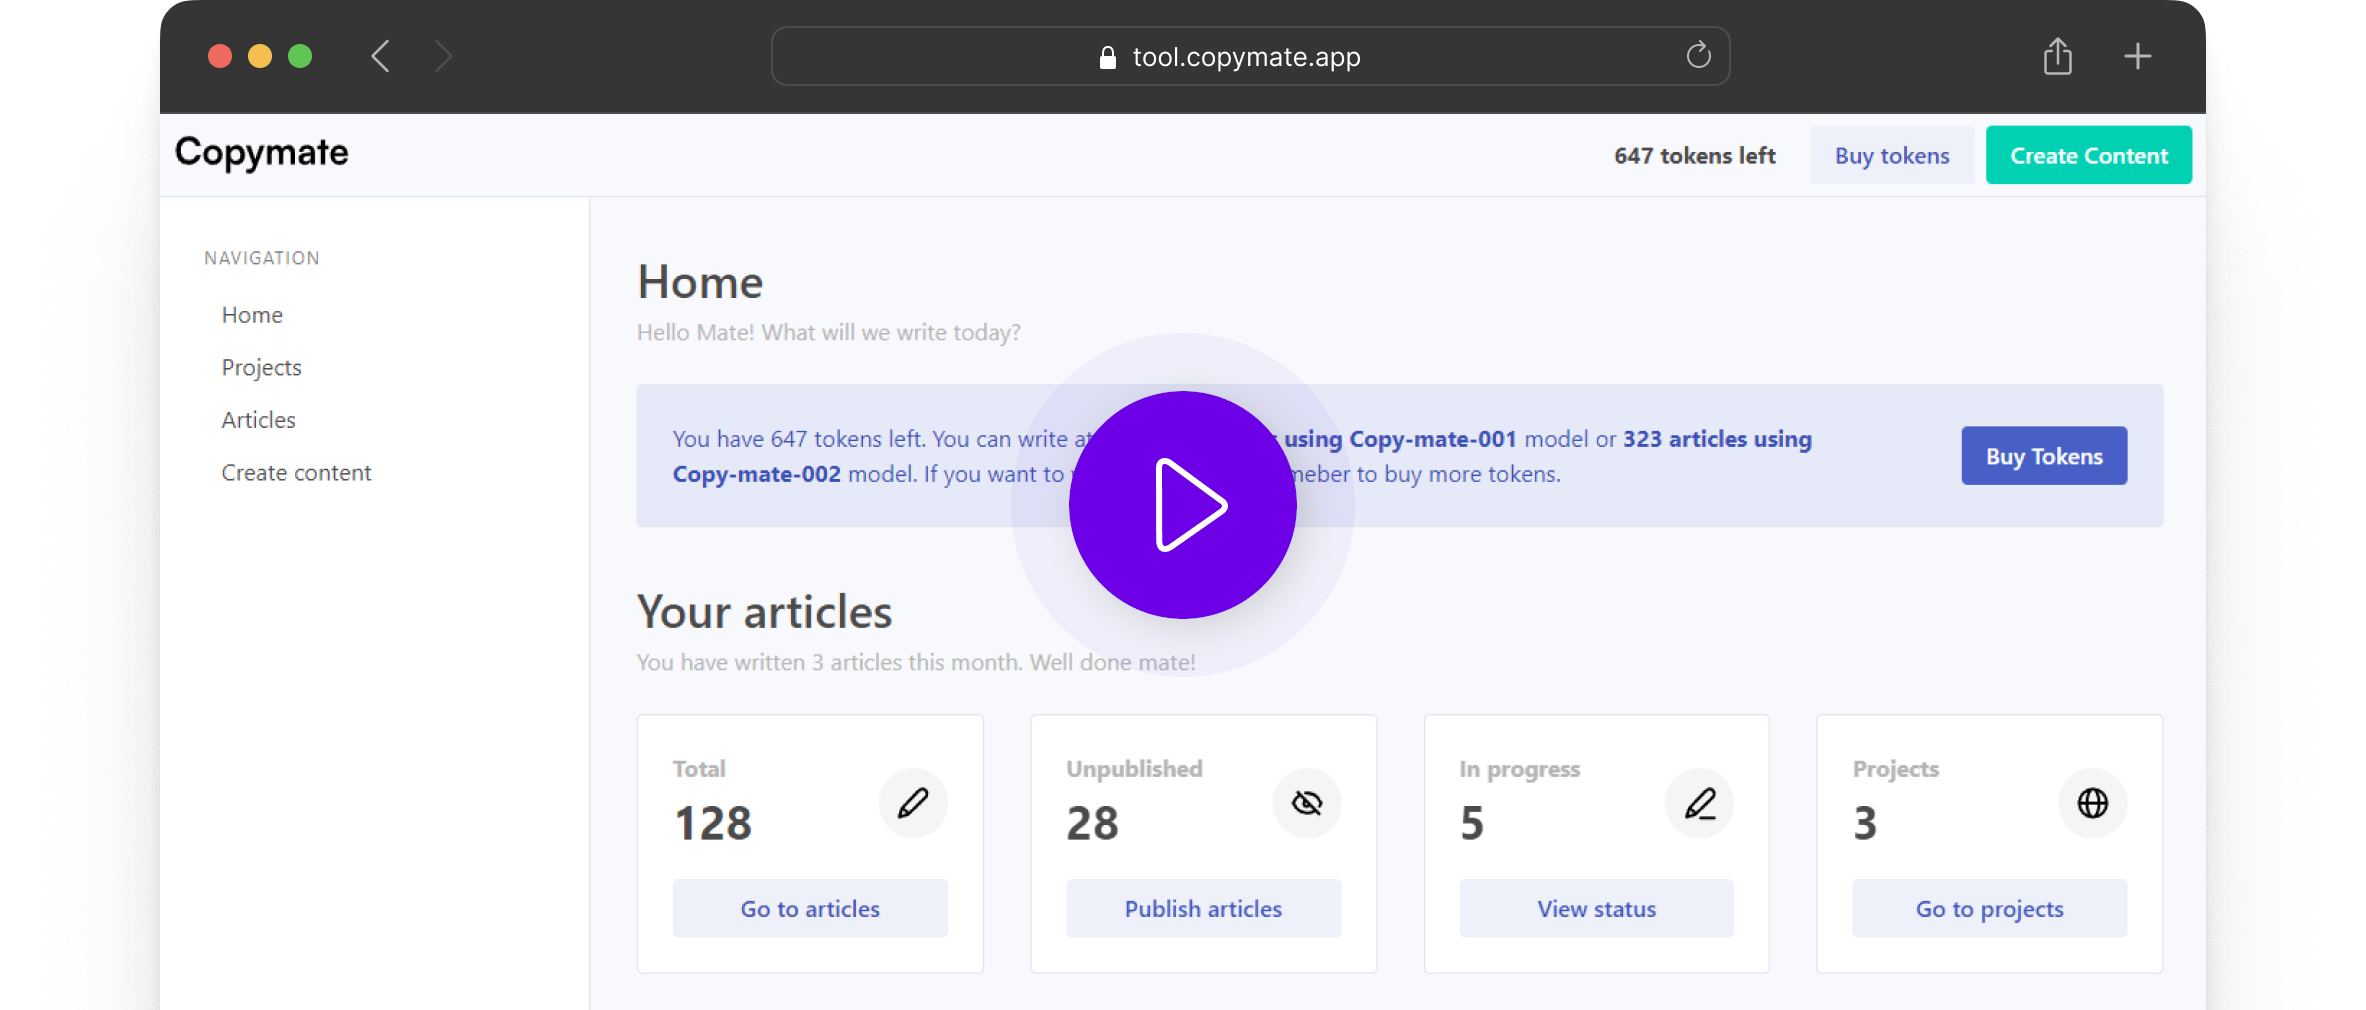 tool.copymate.app
Copymate
647 tokens left
Buy tokens
Create Content
NAVIGATION
Home
Projects
Articles
Create content
Home
Hello Mate! What will we write today?
You have 647 tokens left. You can write using Copy-mate-001 model or 323 articles using
Copy-mate-002 model. If you want to to buy more tokens.
Buy Tokens
Your articles
You have written 3 articles this month. Well done mate!
Total
128
Go to articles
Unpublished
28
Publish articles
In progress
5
View status
Projects
3
Go to projects